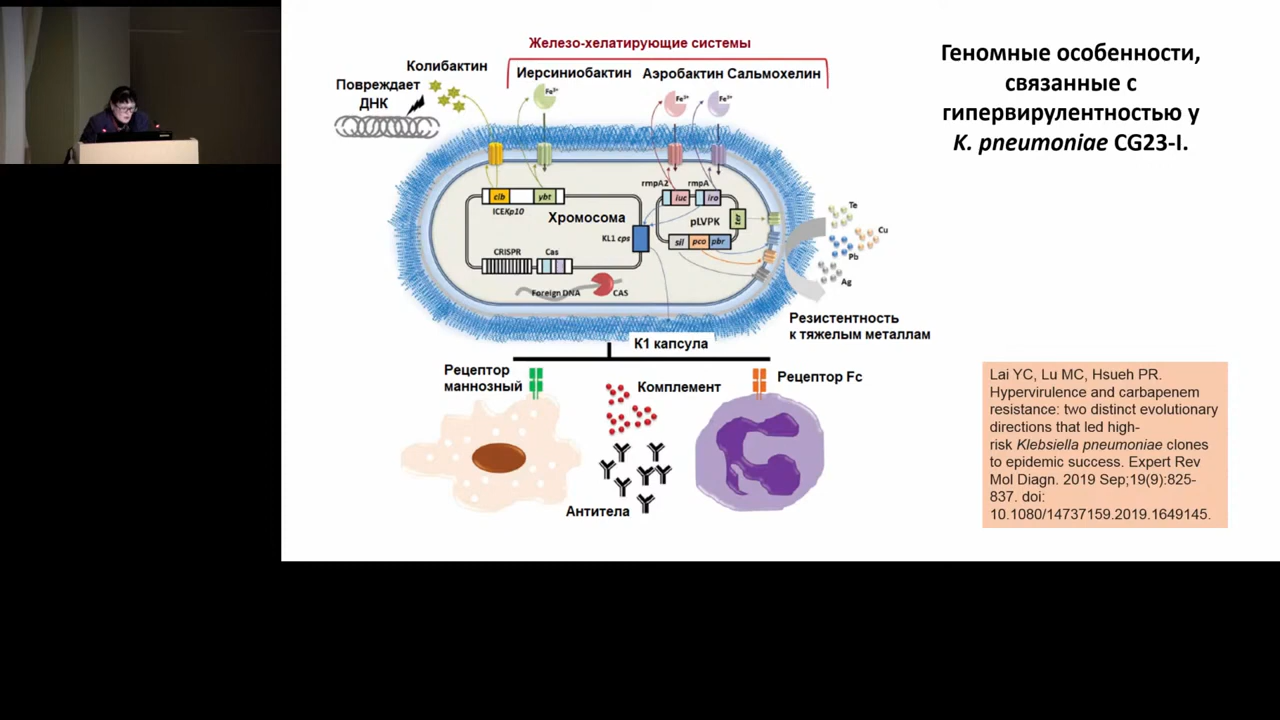 Железо-хелатирующие системы
Геномные особенности,
связанные с
гипервирулентностью у
K. pneumoniae CG23-I.
Колибактин
Иерсиниобактин
Аэробактин Сальмохелин
Повреждает
ДНК
Fe³⁺
Fe³⁺
Fe³⁺
rmpA2
rmpA
clb
ybt
iuc
iro
ICEKp10
Хромосома
pLVPK
ter
KL1 cps
sil
pco
pbr
CRISPR
Cas
Foreign DNA
CAS
Te
Cu
Pb
Ag
Резистентность
к тяжелым металлам
К1 капсула
Рецептор
маннозный
Комплемент
Рецептор Fc
Антитела
Lai YC, Lu MC, Hsueh PR.
Hypervirulence and carbapenem
resistance: two distinct evolutionary
directions that led high-
risk Klebsiella pneumoniae clones
to epidemic success. Expert Rev
Mol Diagn. 2019 Sep;19(9):825-
837. doi:
10.1080/14737159.2019.1649145.